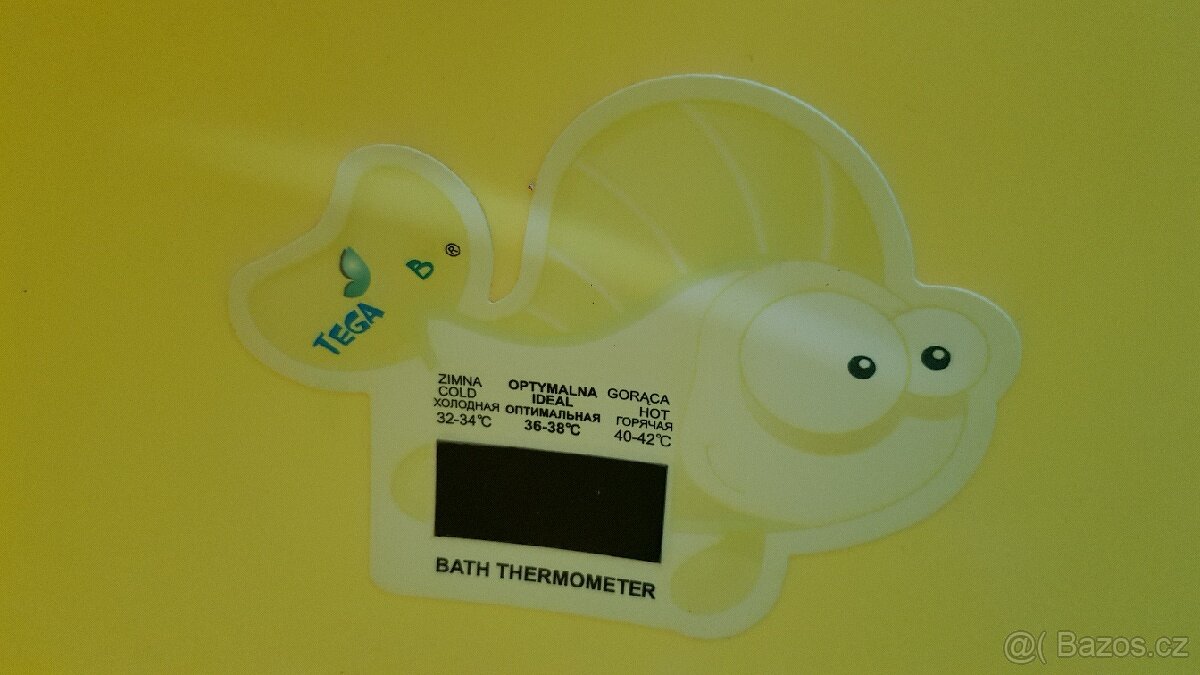 TEGA B ®
ZIMNA OPTYMALNA GORĄCA
COLD IDEAL HOT
ХОЛОДНАЯ ОПТИМАЛЬНАЯ ГОРЯЧАЯ
32-34°C 36-38°C 40-42°C
BATH THERMOMETER
@( Bazos.cz